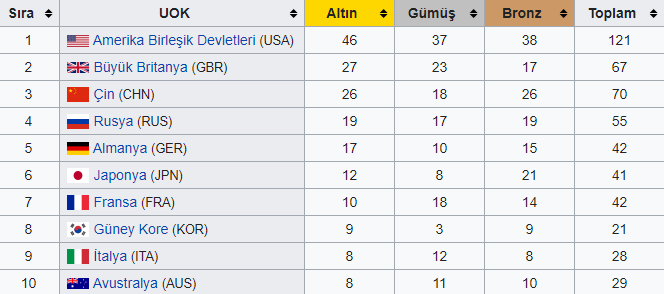 Sıra UOK Altın Gümüş Bronz Toplam
1 Amerika Birleşik Devletleri (USA) 46 37 38 121
2 Büyük Britanya (GBR) 27 23 17 67
3 Çin (CHN) 26 18 26 70
4 Rusya (RUS) 19 17 19 55
5 Almanya (GER) 17 10 15 42
6 Japonya (JPN) 12 8 21 41
7 Fransa (FRA) 10 18 14 42
8 Güney Kore (KOR) 9 3 9 21
9 İtalya (ITA) 8 12 8 28
10 Avustralya (AUS) 8 11 10 29